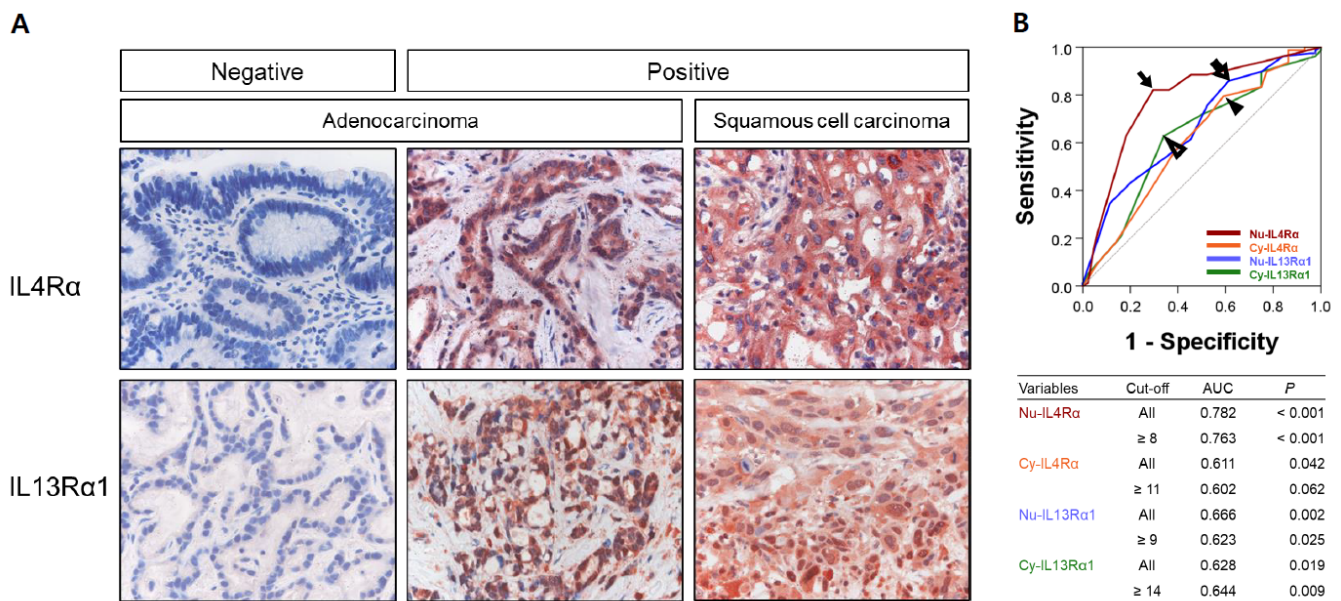 A
Negative
Positive
Adenocarcinoma
Squamous cell carcinoma
IL4Rα
IL13Rα1
B
1.0
0.8
0.6
0.4
0.2
0.0
Sensitivity
Nu-IL4Rα
Cy-IL4Rα
Nu-IL13Rα1
Cy-IL13Rα1
0.0 0.2 0.4 0.6 0.8 1.0
1 - Specificity
Variables Cut-off AUC P
Nu-IL4Rα All 0.782 < 0.001
≥ 8 0.763 < 0.001
Cy-IL4Rα All 0.611 0.042
≥ 11 0.602 0.062
Nu-IL13Rα1 All 0.666 0.002
≥ 9 0.623 0.025
Cy-IL13Rα1 All 0.628 0.019
≥ 14 0.644 0.009